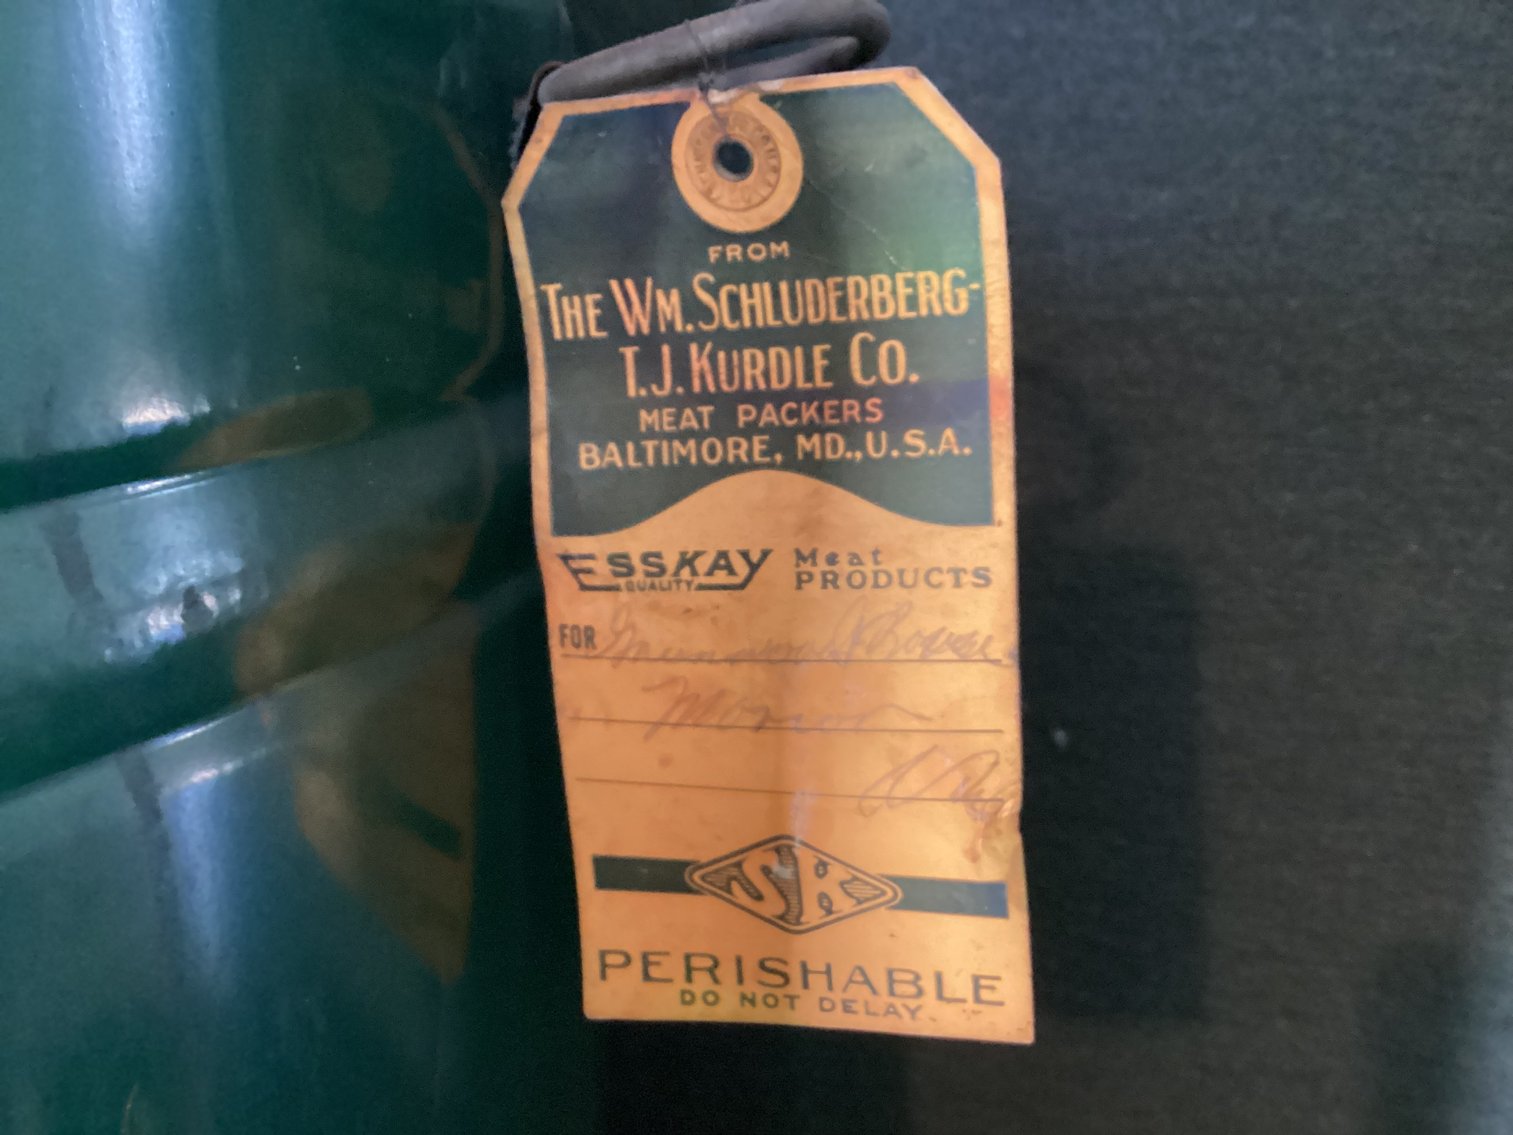 FROM
THE WM. SCHLUDERBERG-
T.J. KURDLE CO.
MEAT PACKERS
BALTIMORE, MD., U.S.A.
ESSKAY Meat
QUALITY PRODUCTS
FOR
SK
PERISHABLE
DO NOT DELAY